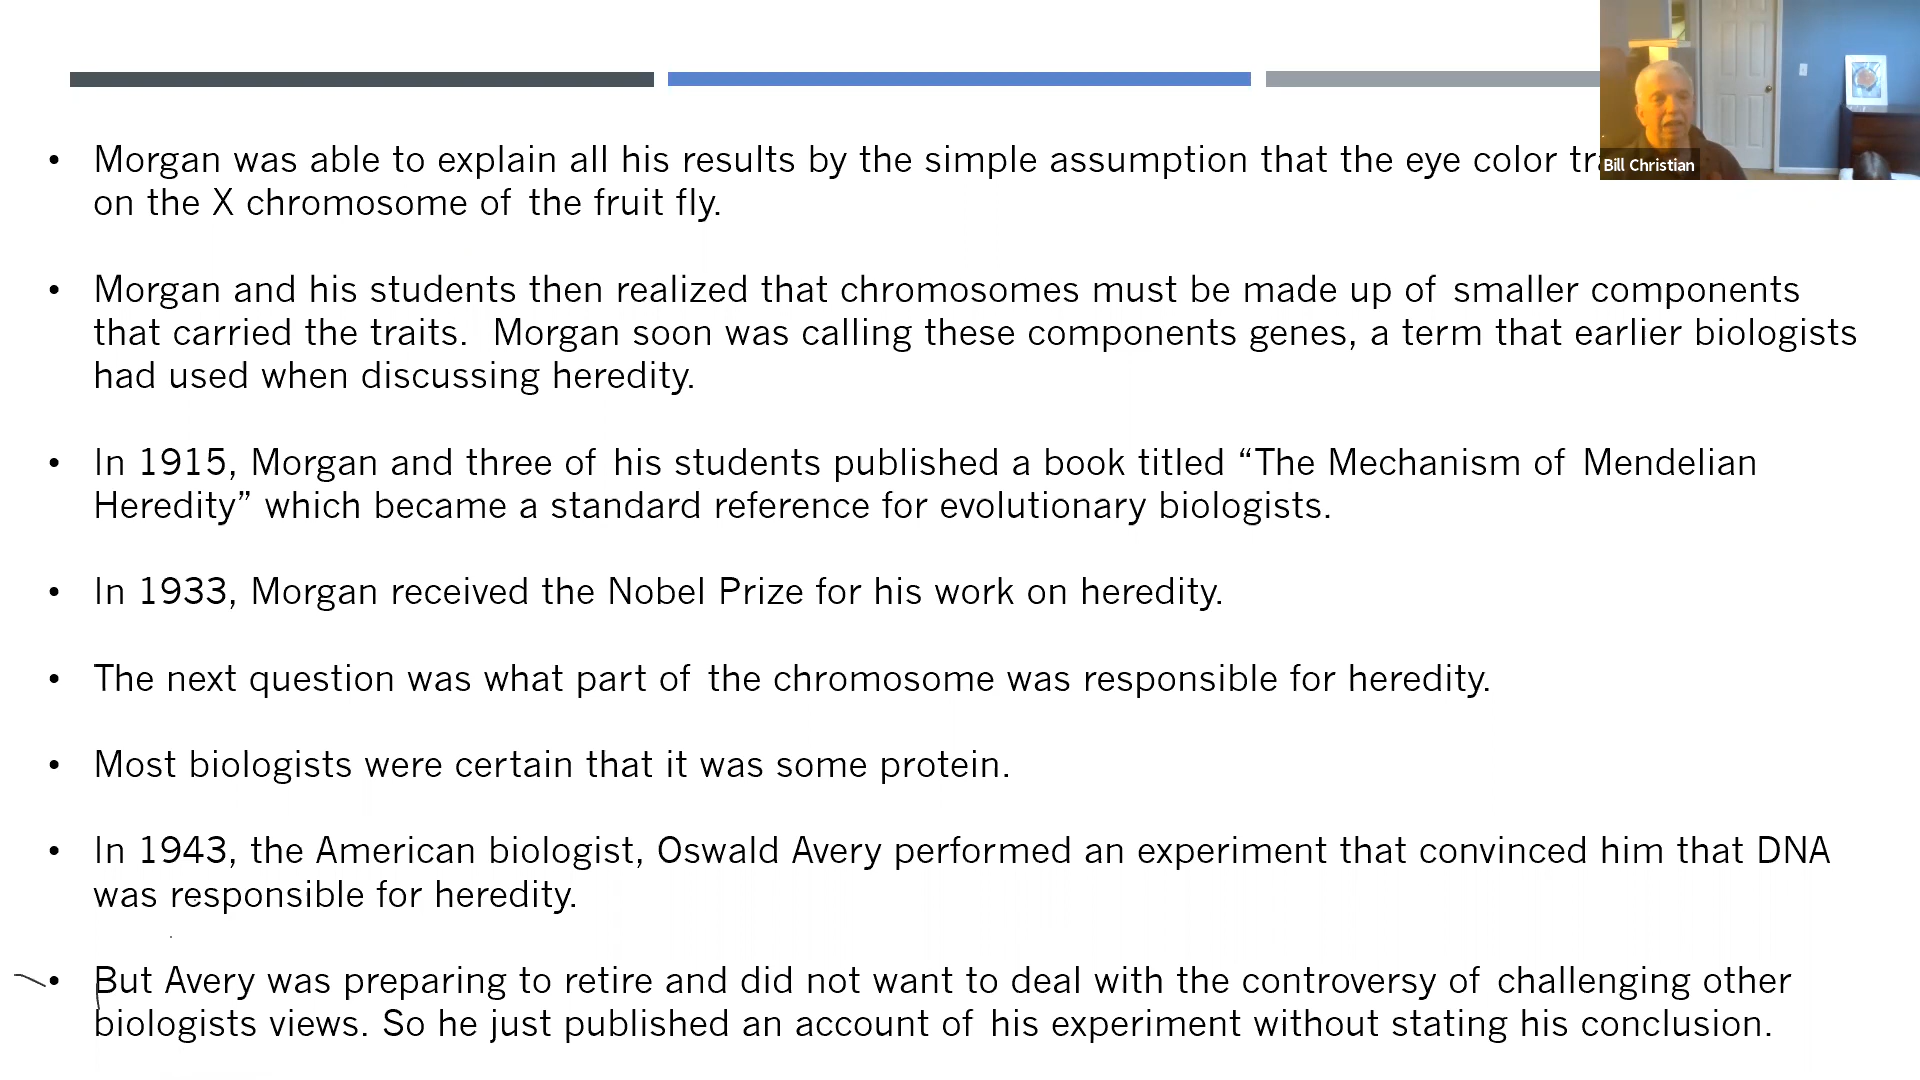 • Morgan was able to explain all his results by the simple assumption that the eye color
on the X chromosome of the fruit fly.
• Morgan and his students then realized that chromosomes must be made up of smaller components
that carried the traits. Morgan soon was calling these components genes, a term that earlier biologists
had used when discussing heredity.
• In 1915, Morgan and three of his students published a book titled “The Mechanism of Mendelian
Heredity” which became a standard reference for evolutionary biologists.
• In 1933, Morgan received the Nobel Prize for his work on heredity.
• The next question was what part of the chromosome was responsible for heredity.
• Most biologists were certain that it was some protein.
• In 1943, the American biologist, Oswald Avery performed an experiment that convinced him that DNA
was responsible for heredity.
• But Avery was preparing to retire and did not want to deal with the controversy of challenging other
biologists views. So he just published an account of his experiment without stating his conclusion.
Bill Christian